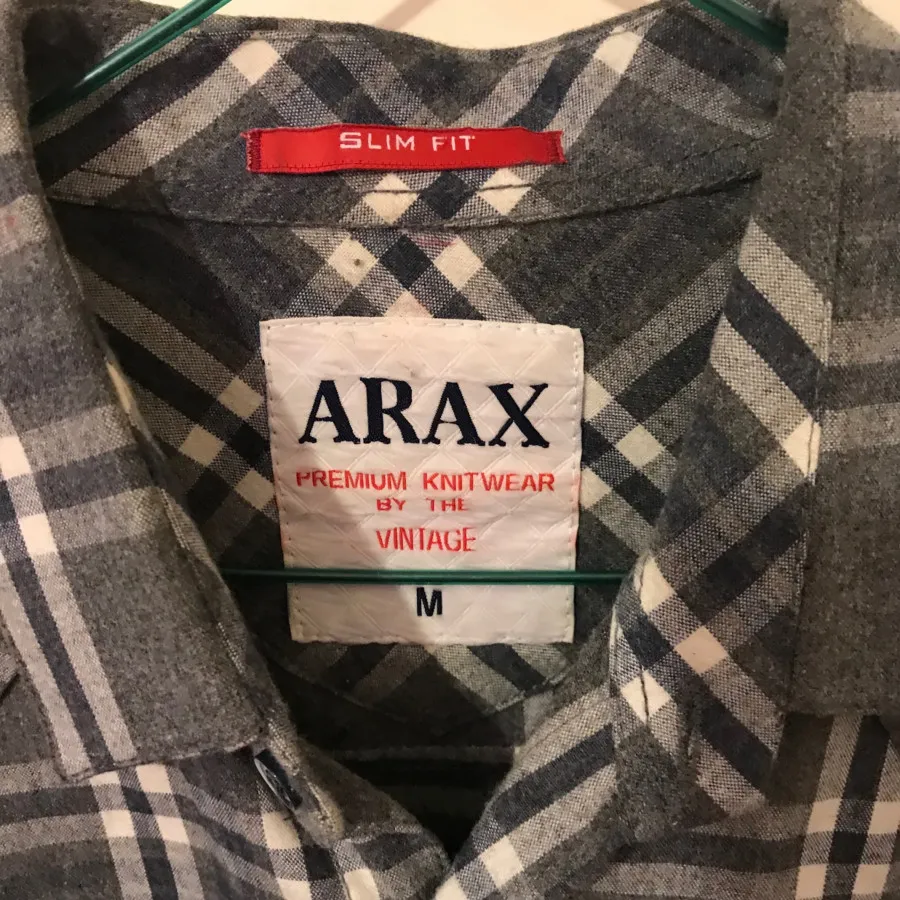 SLIM FIT
ARAX
PREMIUM KNITWEAR
BY THE
VINTAGE
M